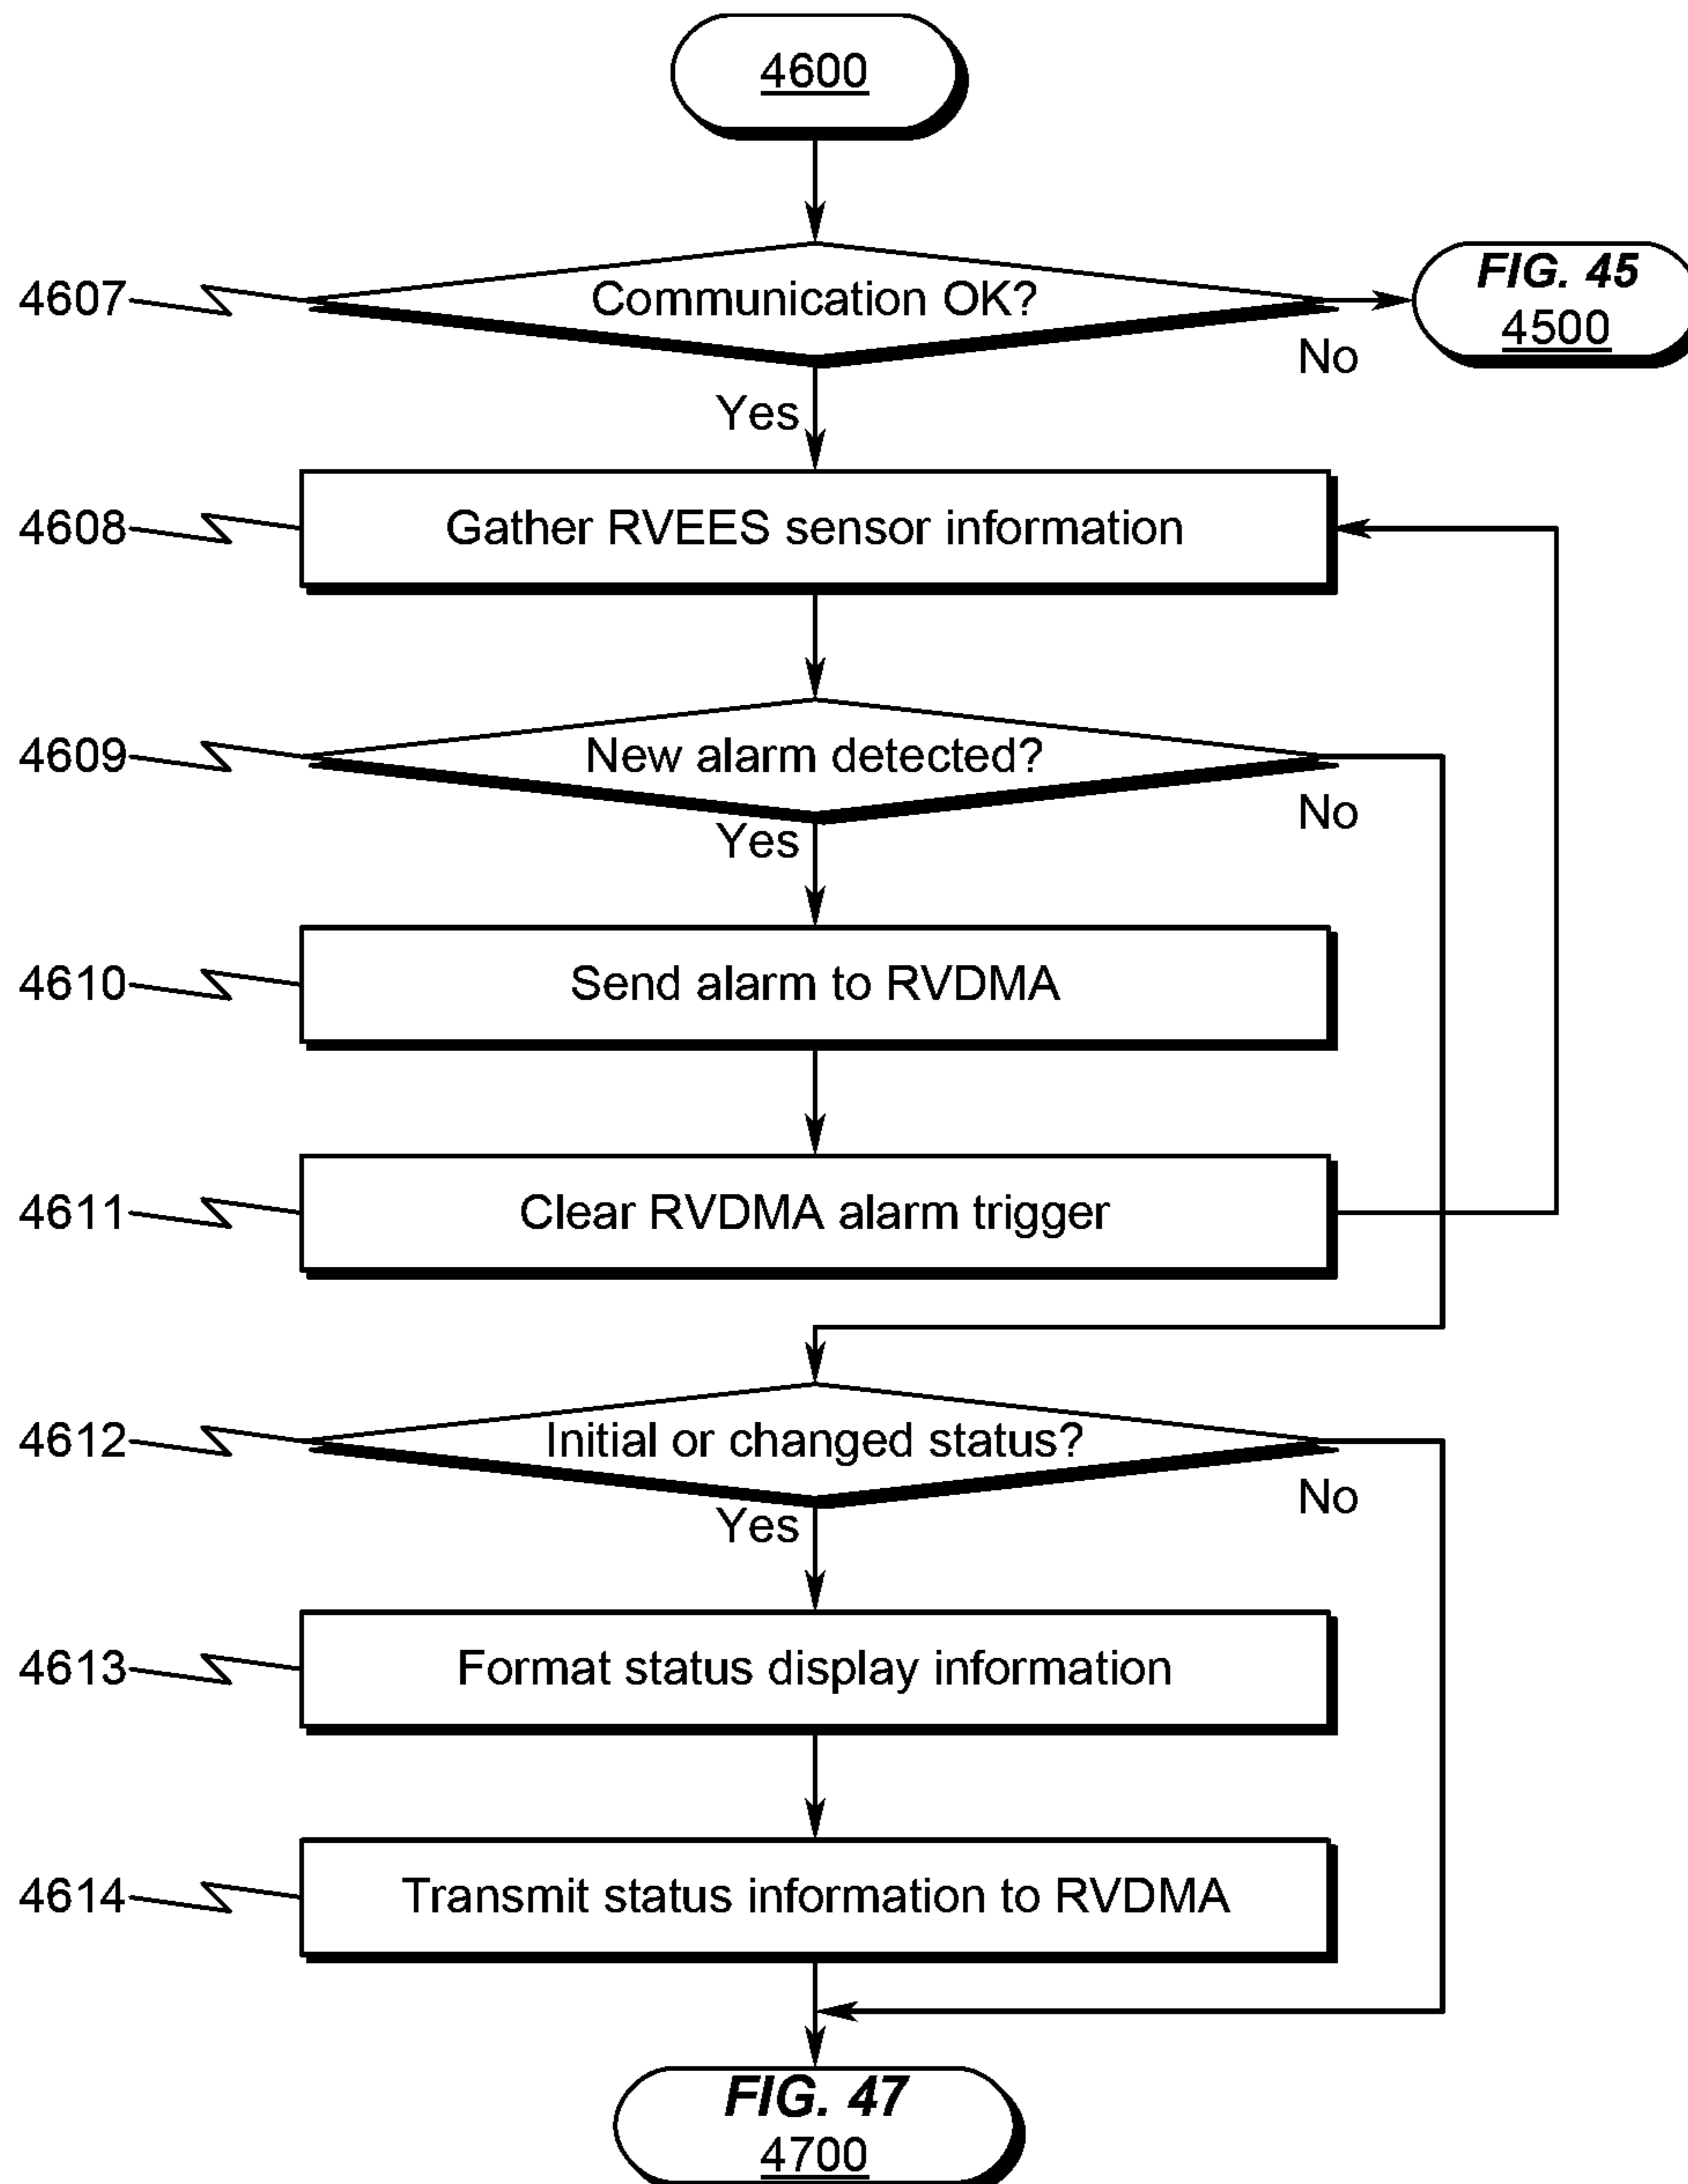 4600
4607
Communication OK?
FIG. 45
4500
No
Yes
4608
Gather RVEES sensor information
4609
New alarm detected?
No
Yes
4610
Send alarm to RVDMA
4611
Clear RVDMA alarm trigger
4612
Initial or changed status?
No
Yes
4613
Format status display information
4614
Transmit status information to RVDMA
FIG. 47
4700